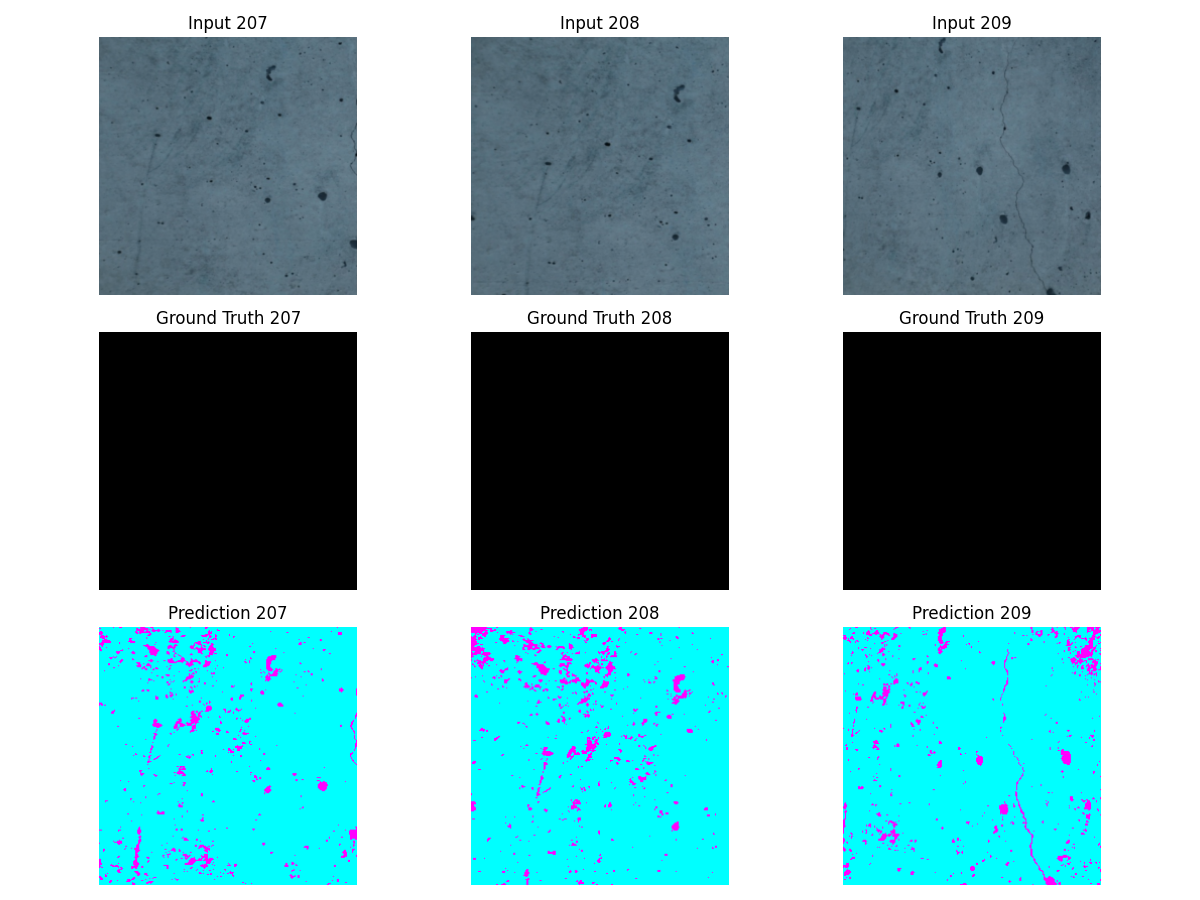 Input 207
Input 208
Input 209
Ground Truth 207
Ground Truth 208
Ground Truth 209
Prediction 207
Prediction 208
Prediction 209